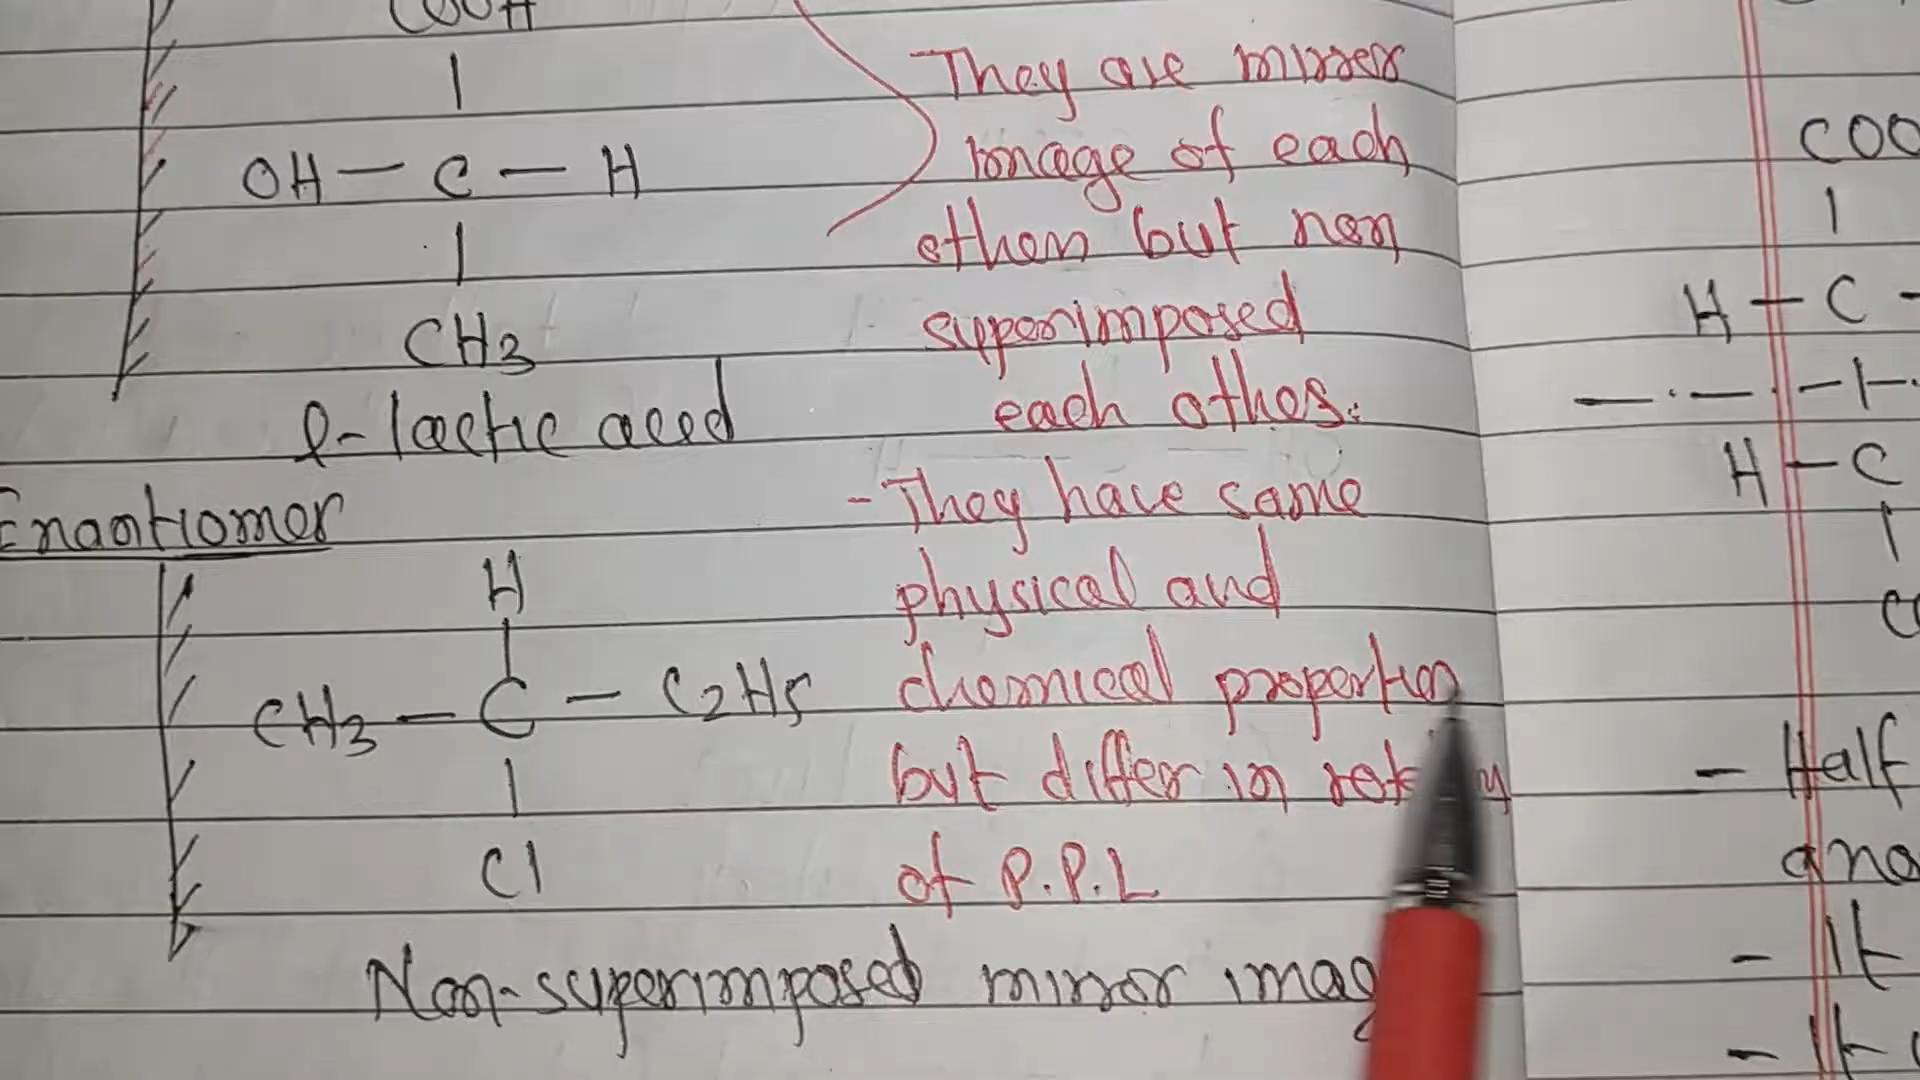 COOH
|
OH — C — H
|
CH3
l-lactic acid
They are mirror
image of each
other but non
superimposed
each other.
Enantiomer
H
|
CH3 — C — C2H5
|
Cl
- They have same
physical and
chemical properties
but differ in
of P.P.L
Non-superimposed mirror
COO
|
H — C -
H — C
|
- Half
- It
- It